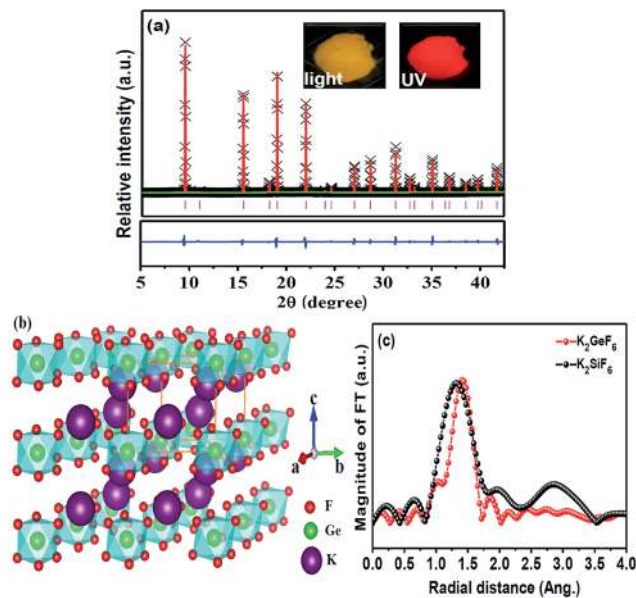 (a)
light
UV
Relative intensity (a.u.)
5 10 15 20 25 30 35 40
2θ (degree)
(b)
c
a
b
F
Ge
K
(c)
K₂GeF₆
K₂SiF₆
Magnitude of FT (a.u.)
0.0 0.5 1.0 1.5 2.0 2.5 3.0 3.5 4.0
Radial distance (Ang.)